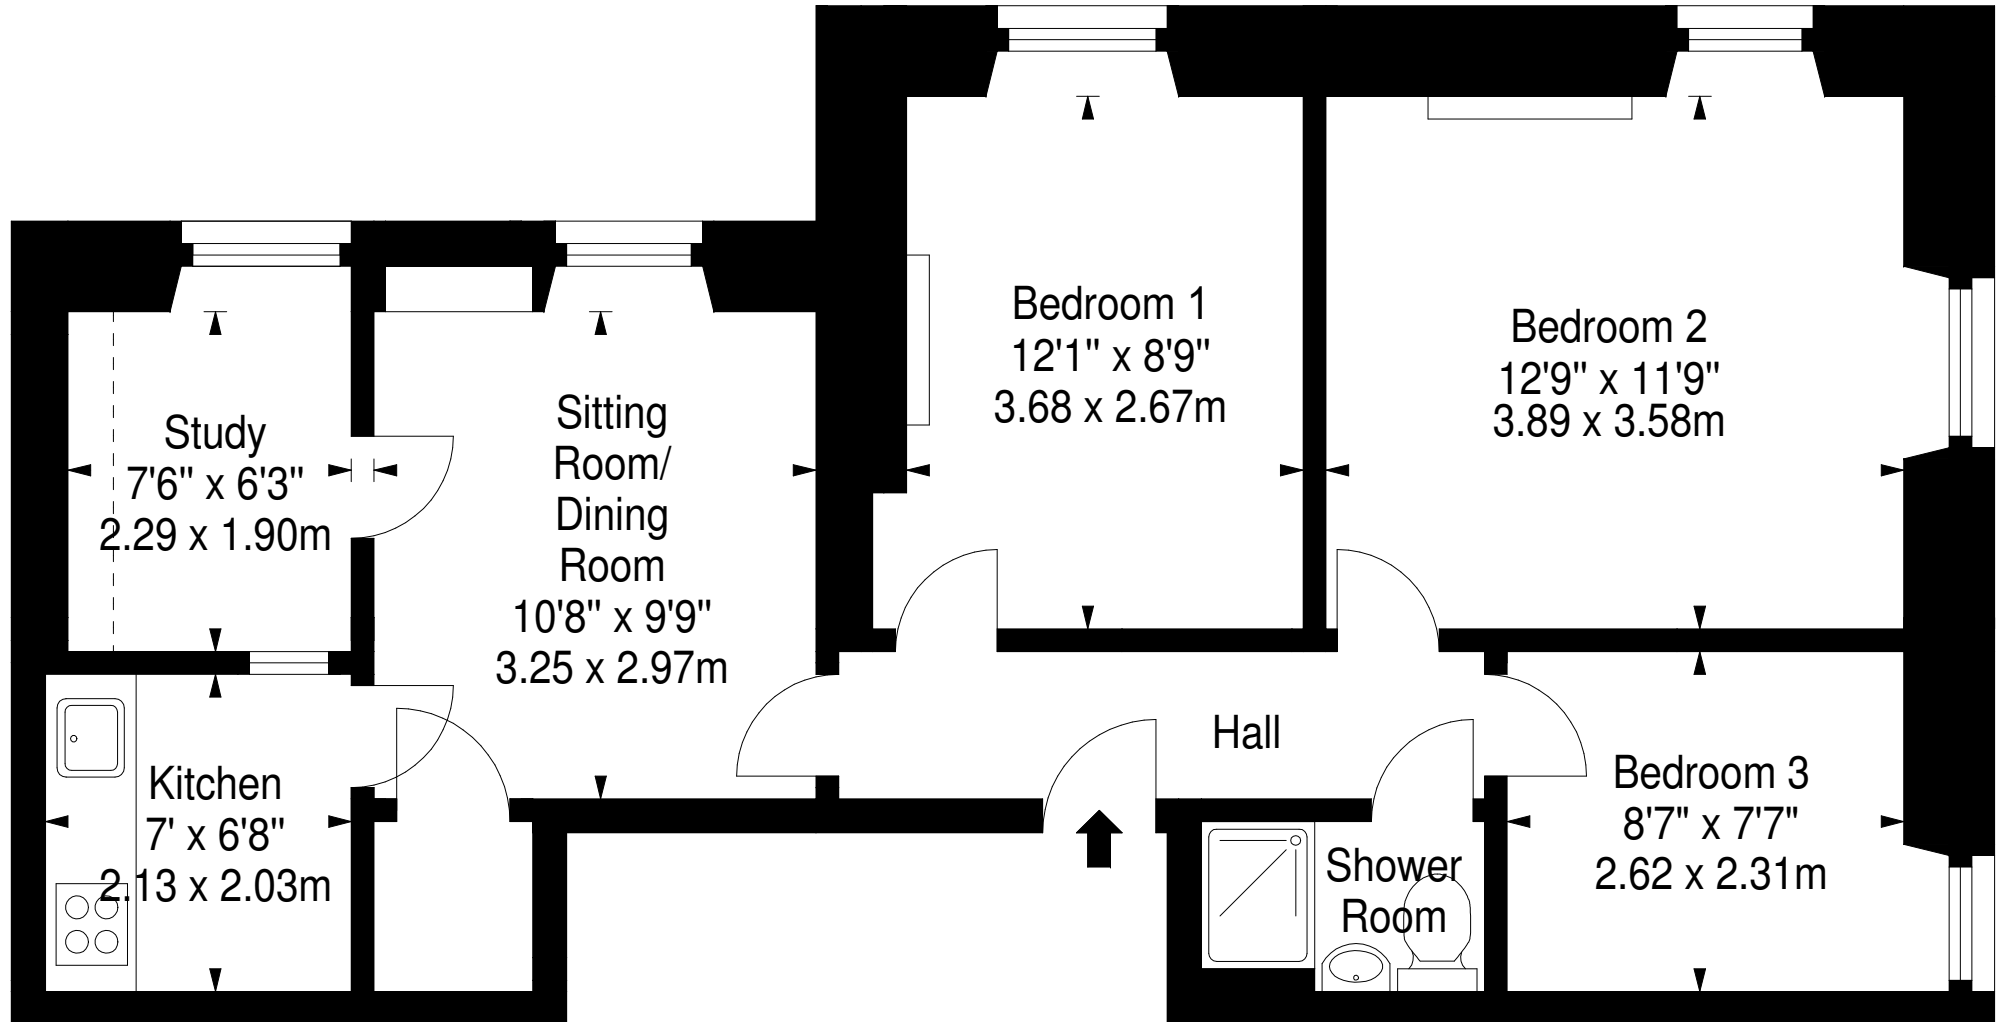 Bedroom 1
12'1" x 8'9"
3.68 x 2.67m
Bedroom 2
12'9" x 11'9"
3.89 x 3.58m
Study
7'6" x 6'3"
2.29 x 1.90m
Sitting
Room/
Dining
Room
10'8" x 9'9"
3.25 x 2.97m
Hall
Kitchen
7' x 6'8"
2.13 x 2.03m
Shower
Room
Bedroom 3
8'7" x 7'7"
2.62 x 2.31m